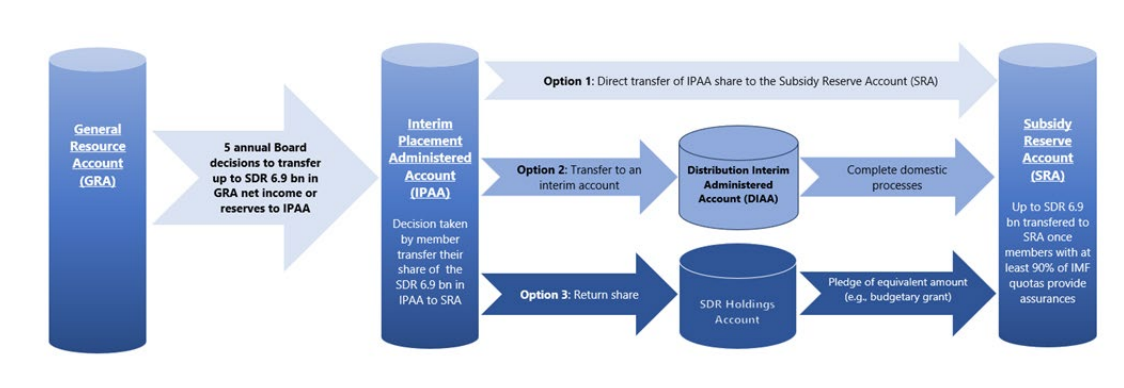 General
Resource
Account
(GRA)
5 annual Board
decisions to transfer
up to SDR 6.9 bn in
GRA net income or
reserves to IPAA
Interim
Placement
Administered
Account
(IPAA)
Decision taken
by member
transfer their
share of the
SDR 6.9 bn in
IPAA to SRA
Option 1: Direct transfer of IPAA share to the Subsidy Reserve Account (SRA)
Option 2: Transfer to an
interim account
Distribution Interim
Administered
Account (DIAA)
Complete domestic
processes
Option 3: Return share
SDR Holdings
Account
Pledge of equivalent amount
(e.g., budgetary grant)
Subsidy
Reserve
Account
(SRA)
Up to SDR 6.9
bn transfered to
SRA once
members with at
least 90% of IMF
quotas provide
assurances